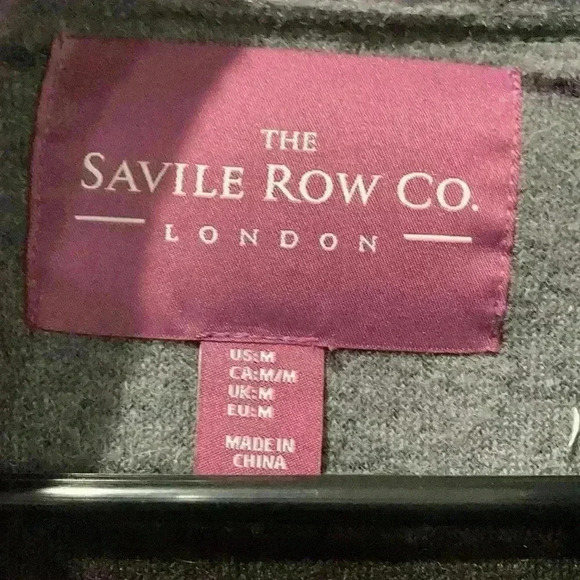 THE
SAVILE ROW CO.
LONDON
US:M
CA:M/M
UK:M
EU:M
MADE IN
CHINA